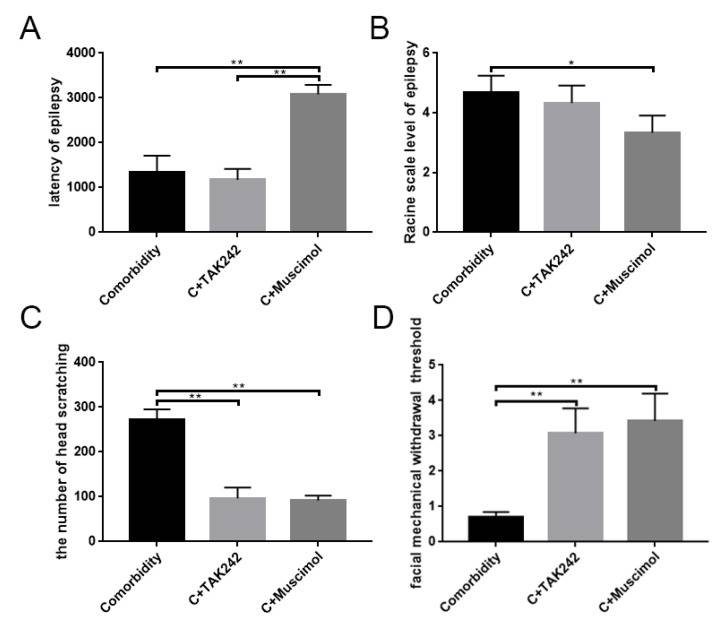 A
latency of epilepsy
4000
3000
2000
1000
0
**
**
Comorbidity
C+TAK242
C+Muscimol
B
Racine scale level of epilepsy
6
4
2
0
*
Comorbidity
C+TAK242
C+Muscimol
C
the number of head scratching
400
300
200
100
0
**
**
Comorbidity
C+TAK242
C+Muscimol
D
facial mechanical withdrawal threshold
5
4
3
2
1
0
**
**
Comorbidity
C+TAK242
C+Muscimol